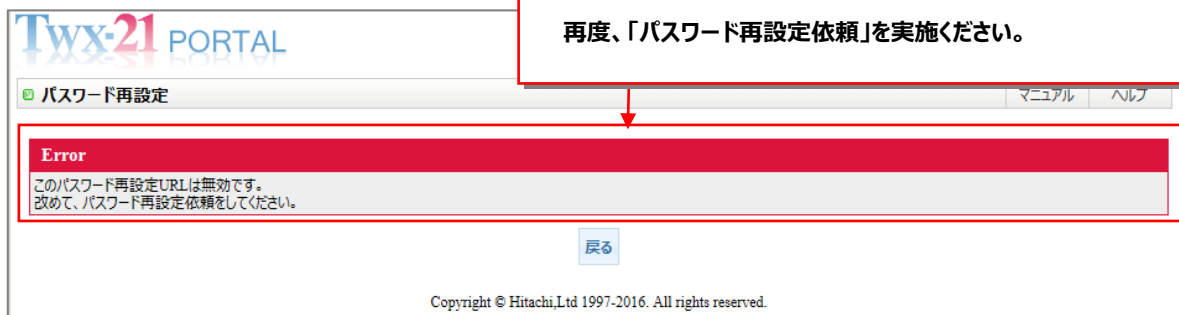 再度、「パスワード再設定依頼」を実施ください。
TWX-21 PORTAL
パスワード再設定
マニュアル ヘルプ
Error
このパスワード再設定URLは無効です。
改めて、パスワード再設定依頼をしてください。
戻る
Copyright © Hitachi,Ltd 1997-2016. All rights reserved.